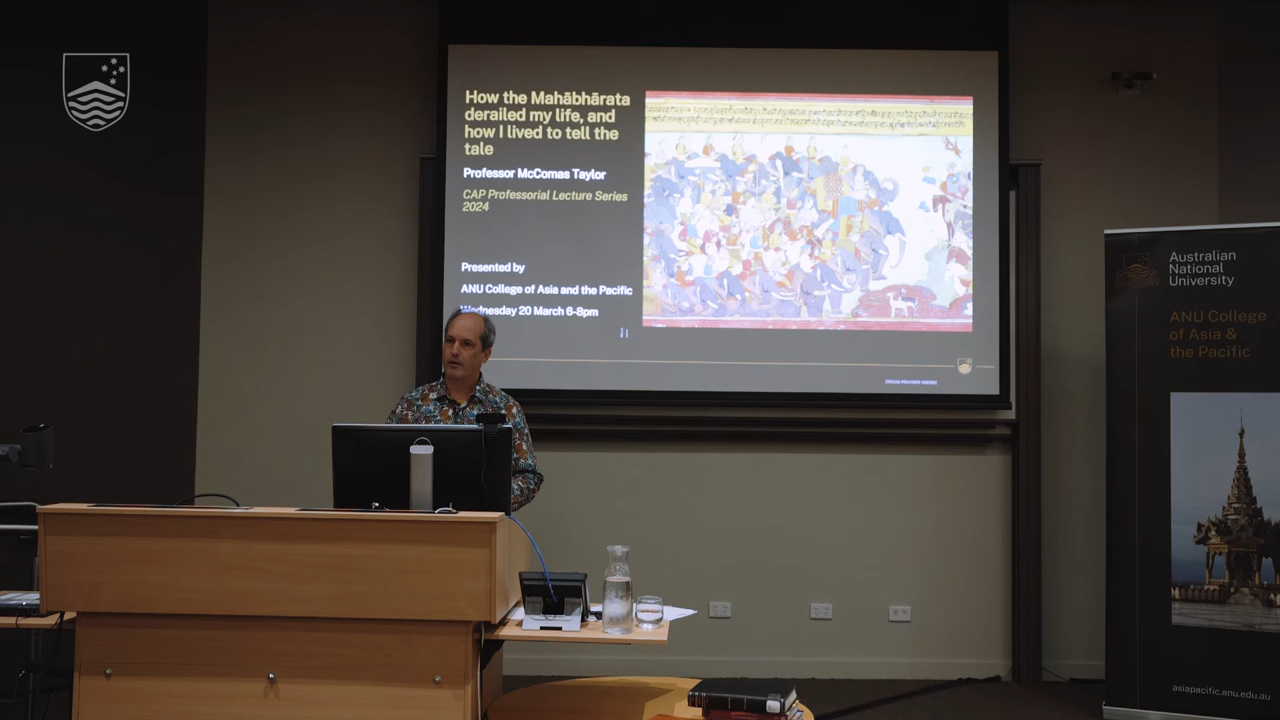 How the Mahābhārata
derailed my life, and
how I lived to tell the
tale
Professor McComas Taylor
CAP Professorial Lecture Series
2024
Presented by
ANU College of Asia and the Pacific
Wednesday 20 March 6-8pm
Australian
National
University
ANU College
of Asia &
the Pacific
asiapacific.anu.edu.au